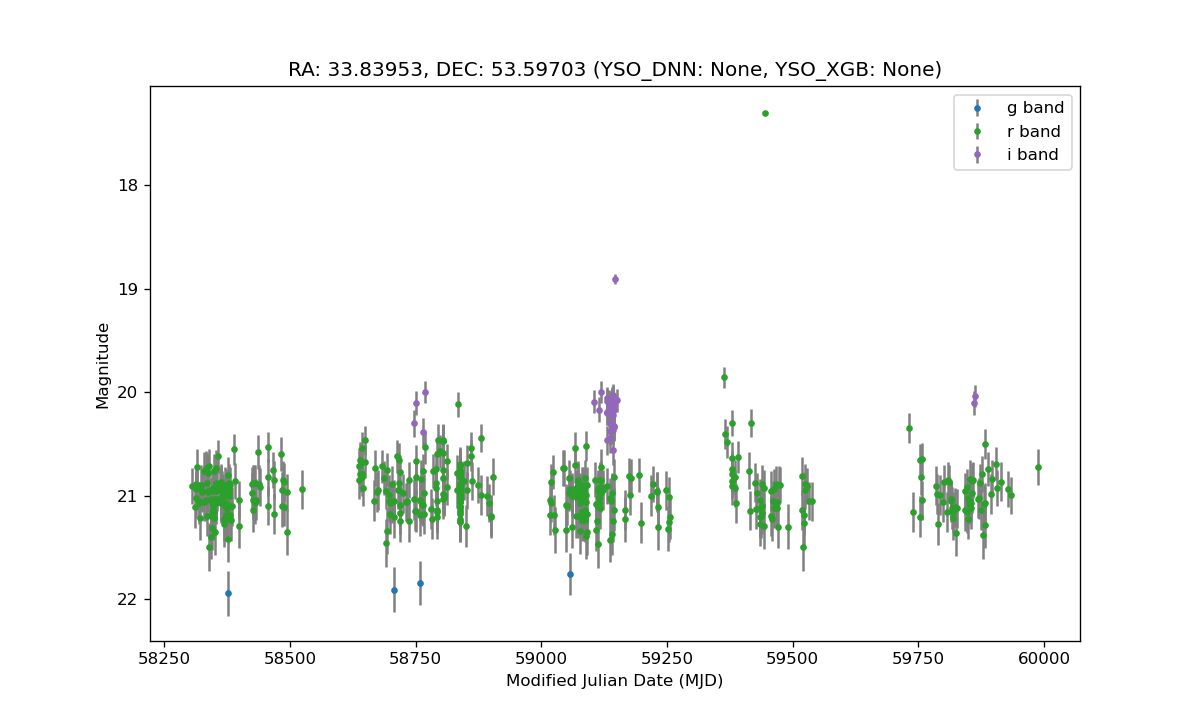 RA: 33.83953, DEC: 53.59703 (YSO_DNN: None, YSO_XGB: None)
g band
r band
i band
Magnitude
18
19
20
21
22
58250 58500 58750 59000 59250 59500 59750 60000
Modified Julian Date (MJD)